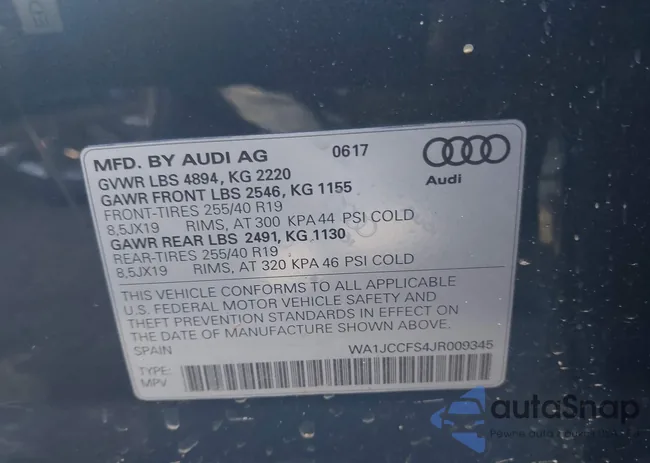 MFD. BY AUDI AG 0617
Audi
GVWR LBS 4894, KG 2220
GAWR FRONT LBS 2546, KG 1155
FRONT-TIRES 255/40 R19
8,5JX19 RIMS, AT 300 KPA 44 PSI COLD
GAWR REAR LBS 2491, KG 1130
REAR-TIRES 255/40 R19
8,5JX19 RIMS, AT 320 KPA 46 PSI COLD
THIS VEHICLE CONFORMS TO ALL APPLICABLE
U.S. FEDERAL MOTOR VEHICLE SAFETY AND
THEFT PREVENTION STANDARDS IN EFFECT ON
THE DATE OF MANUFACTURE SHOWN ABOVE.
SPAIN WA1JCCFS4JR009345
TYPE:
MPV
autoSnap
Pewne auto